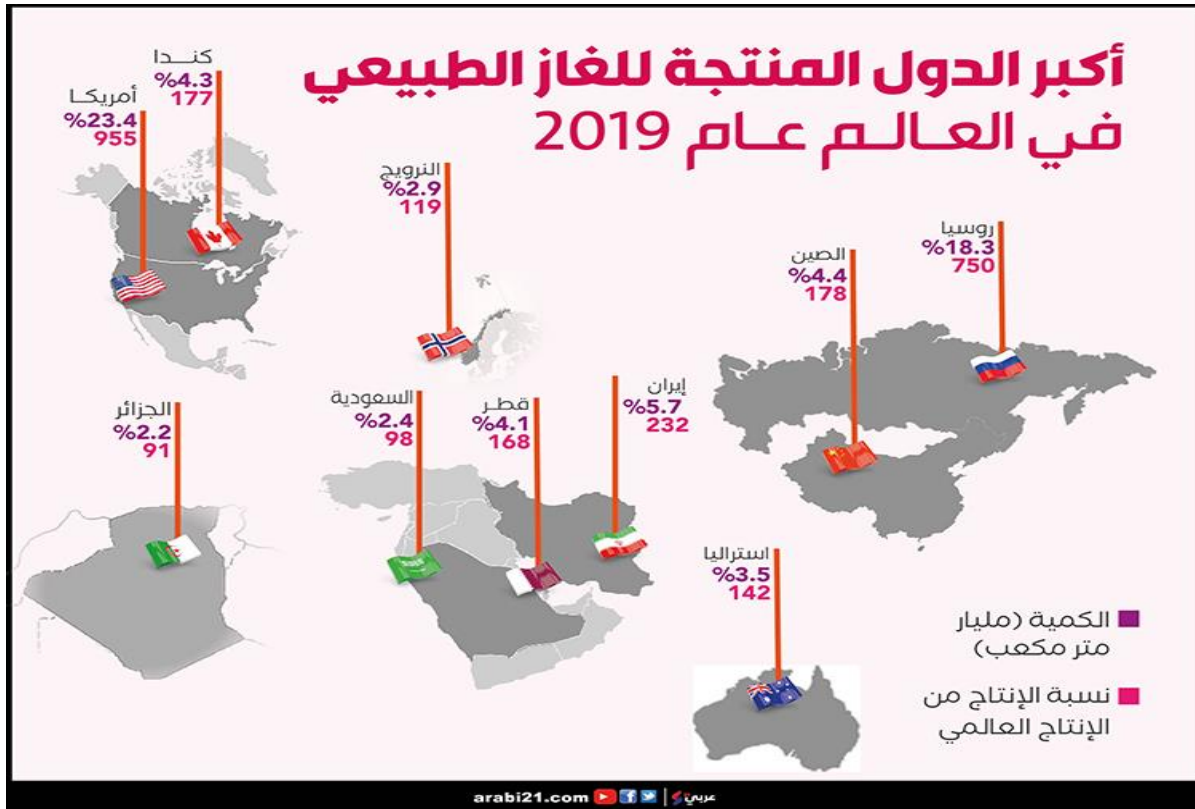 أكبر الدول المنتجة للغاز الطبيعي
في العالم عام 2019
كندا
%4.3
177
أمريكا
%23.4
955
النرويج
%2.9
119
روسيا
%18.3
750
الصين
%4.4
178
إيران
%5.7
232
قطر
%4.1
168
السعودية
%2.4
98
الجزائر
%2.2
91
استراليا
%3.5
142
الكمية (مليار
متر مكعب)
نسبة الإنتاج من
الإنتاج العالمي
arabi21.com
عربي21